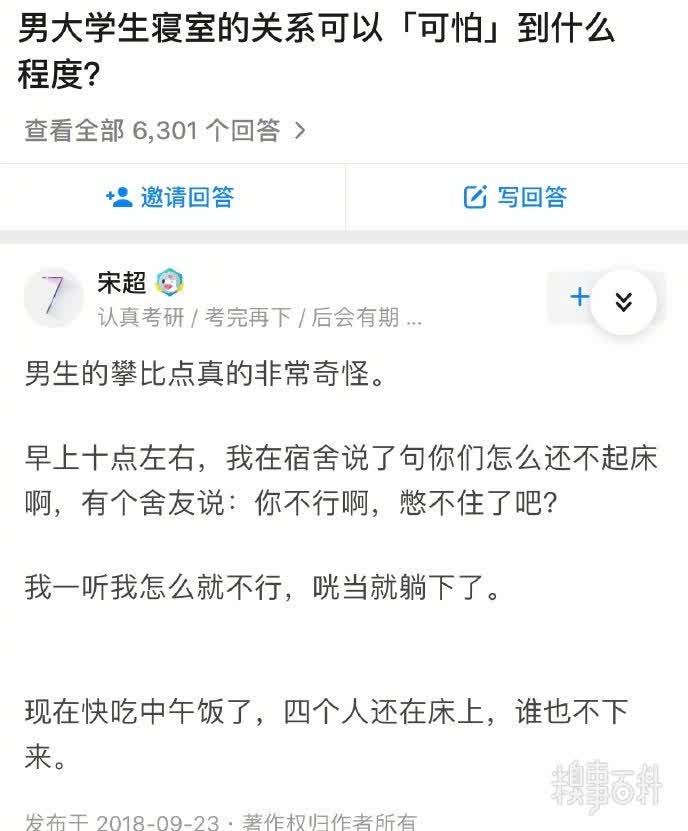 男大学生寝室的关系可以「可怕」到什么
程度?
查看全部 6,301 个回答 >
邀请回答
写回答
宋超
认真考研 / 考完再下 / 后会有期 ...
男生的攀比点真的非常奇怪。
早上十点左右，我在宿舍说了句你们怎么还不起床
啊，有个舍友说：你不行啊，憋不住了吧?
我一听我怎么就不行，咣当就躺下了。
现在快吃中午饭了，四个人还在床上，谁也不下
来。
糗事百科
发布于 2018-09-23 · 著作权归作者所有